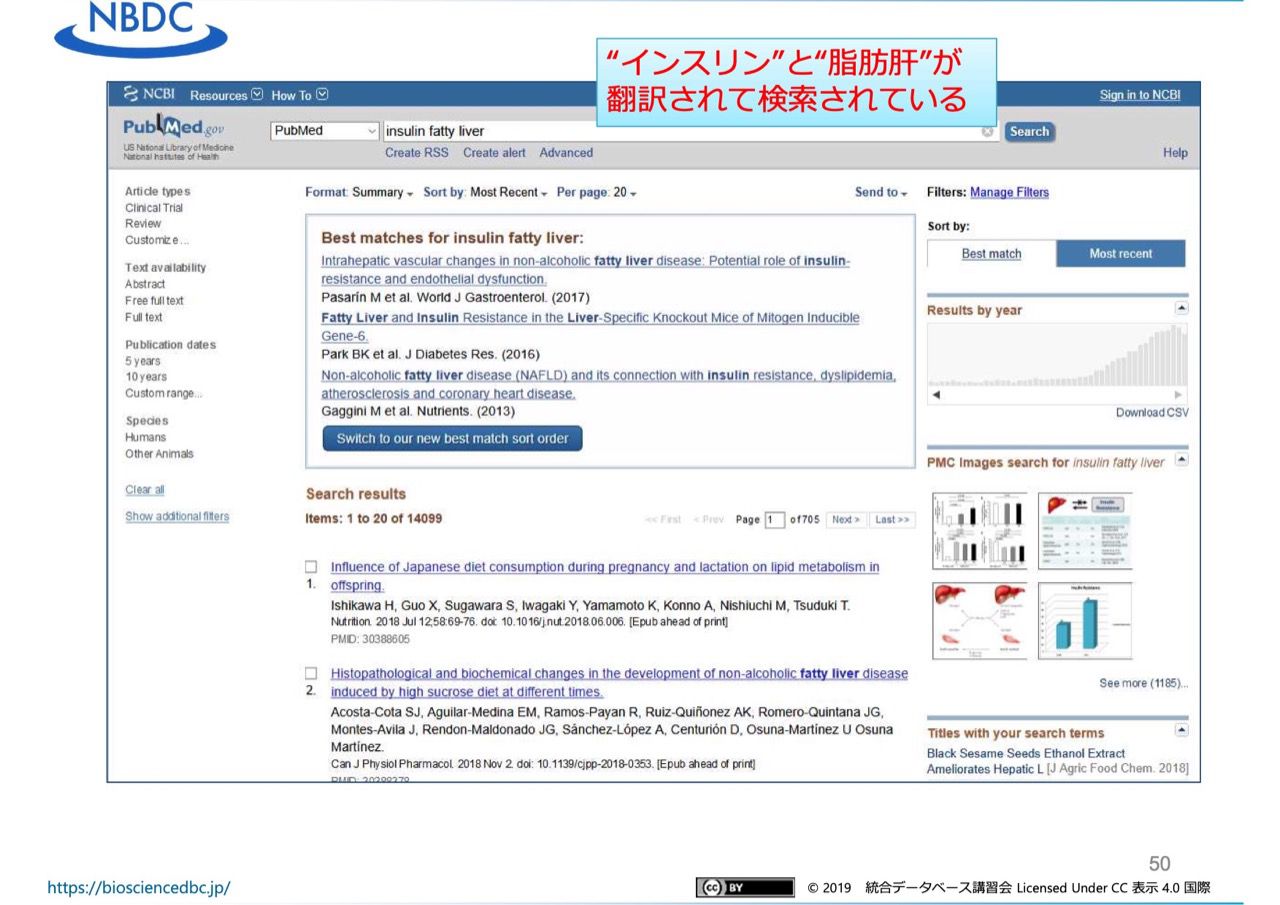 NBDC
“インスリン”と“脂肪肝”が
翻訳されて検索されている
NCBI Resources How To Sign in to NCBI
PubMed.gov
US National Library of Medicine
National Institutes of Health
PubMed insulin fatty liver Search
Create RSS Create alert Advanced Help
Article types
Clinical Trial
Review
Customize ...
Text availability
Abstract
Free full text
Full text
Publication dates
5 years
10 years
Custom range...
Species
Humans
Other Animals
Clear all
Show additional filters
Format: Summary Sort by: Most Recent Per page: 20 Send to
Best matches for insulin fatty liver:
Intrahepatic vascular changes in non-alcoholic fatty liver disease: Potential role of insulin-
resistance and endothelial dysfunction.
Pasarín M et al. World J Gastroenterol. (2017)
Fatty Liver and Insulin Resistance in the Liver-Specific Knockout Mice of Mitogen Inducible
Gene-6.
Park BK et al. J Diabetes Res. (2016)
Non-alcoholic fatty liver disease (NAFLD) and its connection with insulin resistance, dyslipidemia,
atherosclerosis and coronary heart disease.
Gaggini M et al. Nutrients. (2013)
Switch to our new best match sort order
Search results
Items: 1 to 20 of 14099
<< First < Prev Page 1 of 705 Next > Last >>
Influence of Japanese diet consumption during pregnancy and lactation on lipid metabolism in
1. offspring.
Ishikawa H, Guo X, Sugawara S, Iwagaki Y, Yamamoto K, Konno A, Nishiuchi M, Tsuduki T.
Nutrition. 2018 Jul 12;58:69-76. doi: 10.1016/j.nut.2018.06.006. [Epub ahead of print]
PMID: 30388605
Histopathological and biochemical changes in the development of non-alcoholic fatty liver disease
2. induced by high sucrose diet at different times.
Acosta-Cota SJ, Aguilar-Medina EM, Ramos-Payan R, Ruiz-Quiñonez AK, Romero-Quintana JG,
Montes-Avila J, Rendon-Maldonado JG, Sánchez-López A, Centurión D, Osuna-Martínez U Osuna
Martínez.
Can J Physiol Pharmacol. 2018 Nov 2. doi: 10.1139/cjpp-2018-0353. [Epub ahead of print]
Filters: Manage Filters
Sort by:
Best match Most recent
Results by year
Download CSV
PMC Images search for insulin fatty liver
Insulin
Resistance
Insulin Resistance
See more (1185)...
Titles with your search terms
Black Sesame Seeds Ethanol Extract
Ameliorates Hepatic L [J Agric Food Chem. 2018]
50
https://biosciencedbc.jp/
cc BY © 2019 統合データベース講習会 Licensed Under CC 表示 4.0 国際